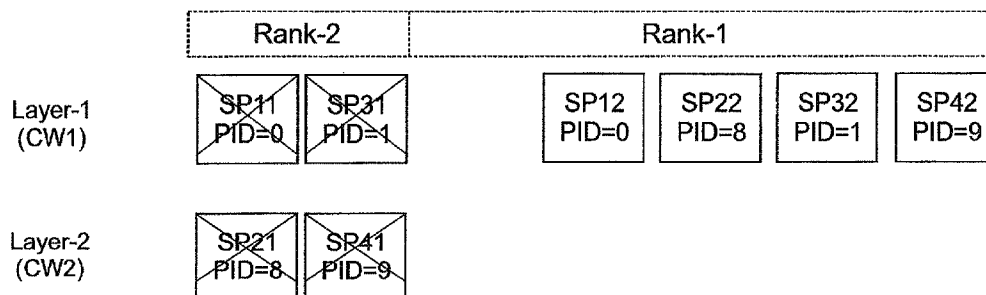 Rank-2 Rank-1
Layer-1
(CW1)
SP11
PID=0
SP31
PID=1
SP12
PID=0
SP22
PID=8
SP32
PID=1
SP42
PID=9
Layer-2
(CW2)
SP21
PID=8
SP41
PID=9